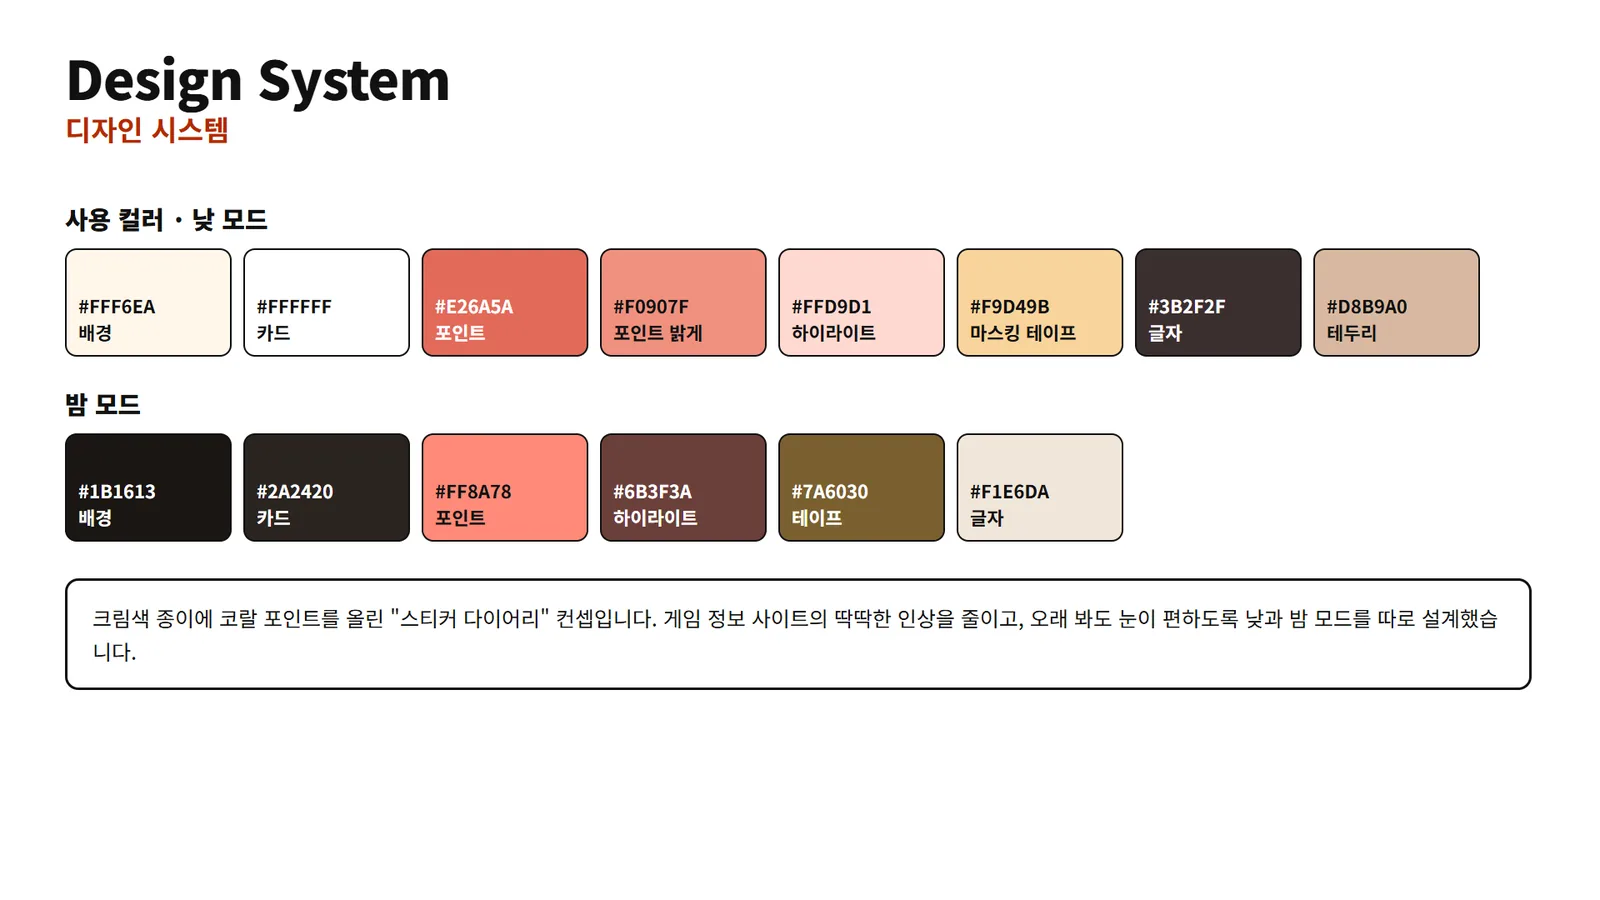 Design System
디자인 시스템
사용 컬러 · 낮 모드
#FFF6EA
배경
#FFFFFF
카드
#E26A5A
포인트
#F0907F
포인트 밝게
#FFD9D1
하이라이트
#F9D49B
마스킹 테이프
#3B2F2F
글자
#D8B9A0
테두리
밤 모드
#1B1613
배경
#2A2420
카드
#FF8A78
포인트
#6B3F3A
하이라이트
#7A6030
테이프
#F1E6DA
글자
크림색 종이에 코랄 포인트를 올린 "스티커 다이어리" 컨셉입니다. 게임 정보 사이트의 딱딱한 인상을 줄이고, 오래 봐도 눈이 편하도록 낮과 밤 모드를 따로 설계했습
니다.